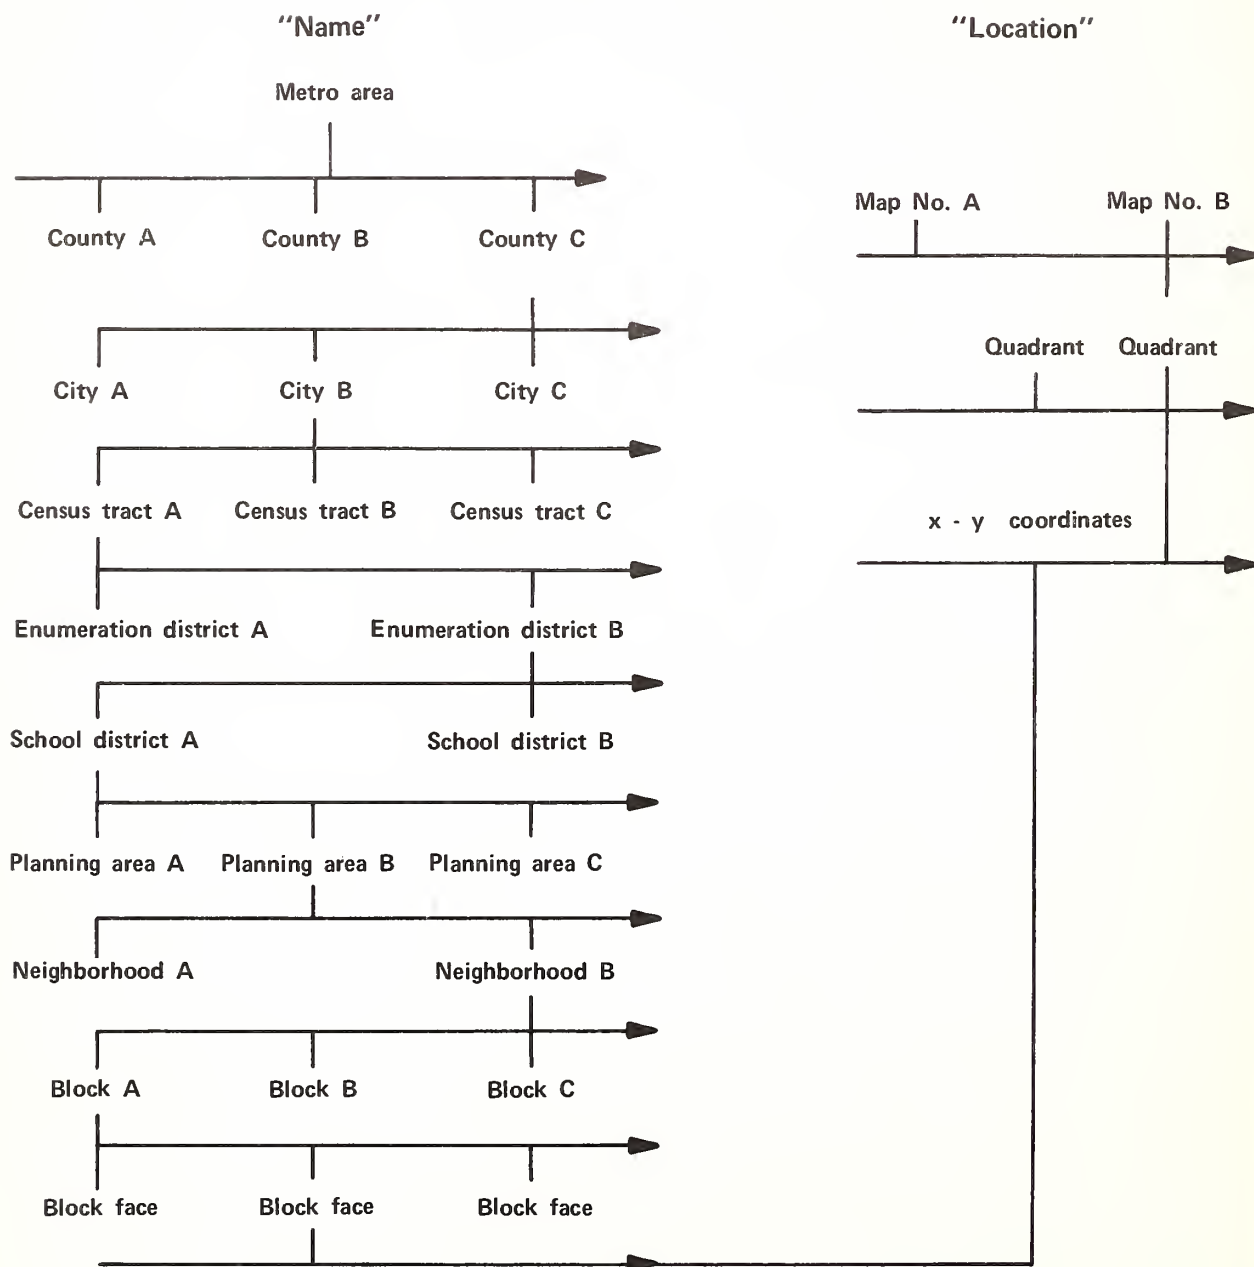 "Name"
"Location"
Metro area
Map No. A Map No. B
County A County B County C
Quadrant Quadrant
City A City B City C
Census tract A Census tract B Census tract C
x - y coordinates
Enumeration district A Enumeration district B
School district A School district B
Planning area A Planning area B Planning area C
Neighborhood A Neighborhood B
Block A Block B Block C
Block face Block face Block face